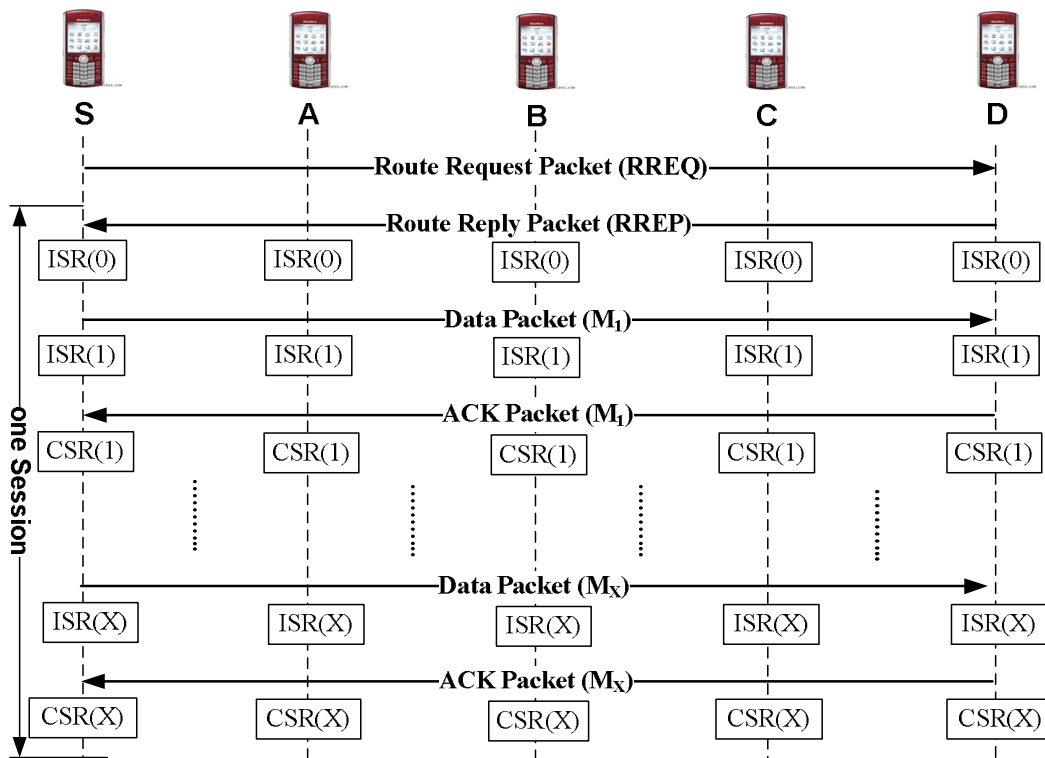 S A B C D
Route Request Packet (RREQ)
Route Reply Packet (RREP)
ISR(0) ISR(0) ISR(0) ISR(0) ISR(0)
Data Packet (M₁)
ISR(1) ISR(1) ISR(1) ISR(1) ISR(1)
ACK Packet (M₁)
CSR(1) CSR(1) CSR(1) CSR(1) CSR(1)
one Session
Data Packet (Mₓ)
ISR(X) ISR(X) ISR(X) ISR(X) ISR(X)
ACK Packet (Mₓ)
CSR(X) CSR(X) CSR(X) CSR(X) CSR(X)